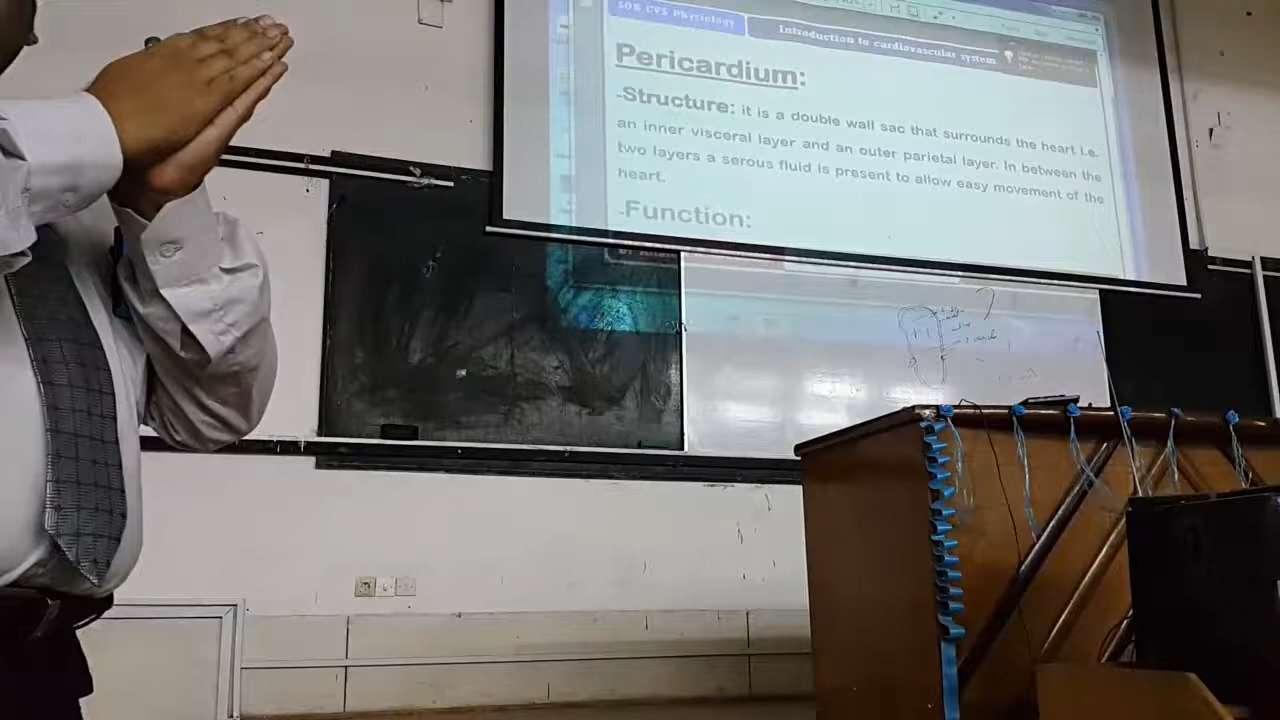 SOB CVS Physiology
Introduction to cardiovascular system
Pericardium:
-Structure: it is a double wall sac that surrounds the heart i.e.
an inner visceral layer and an outer parietal layer. In between the
two layers a serous fluid is present to allow easy movement of the
heart.
-Function: